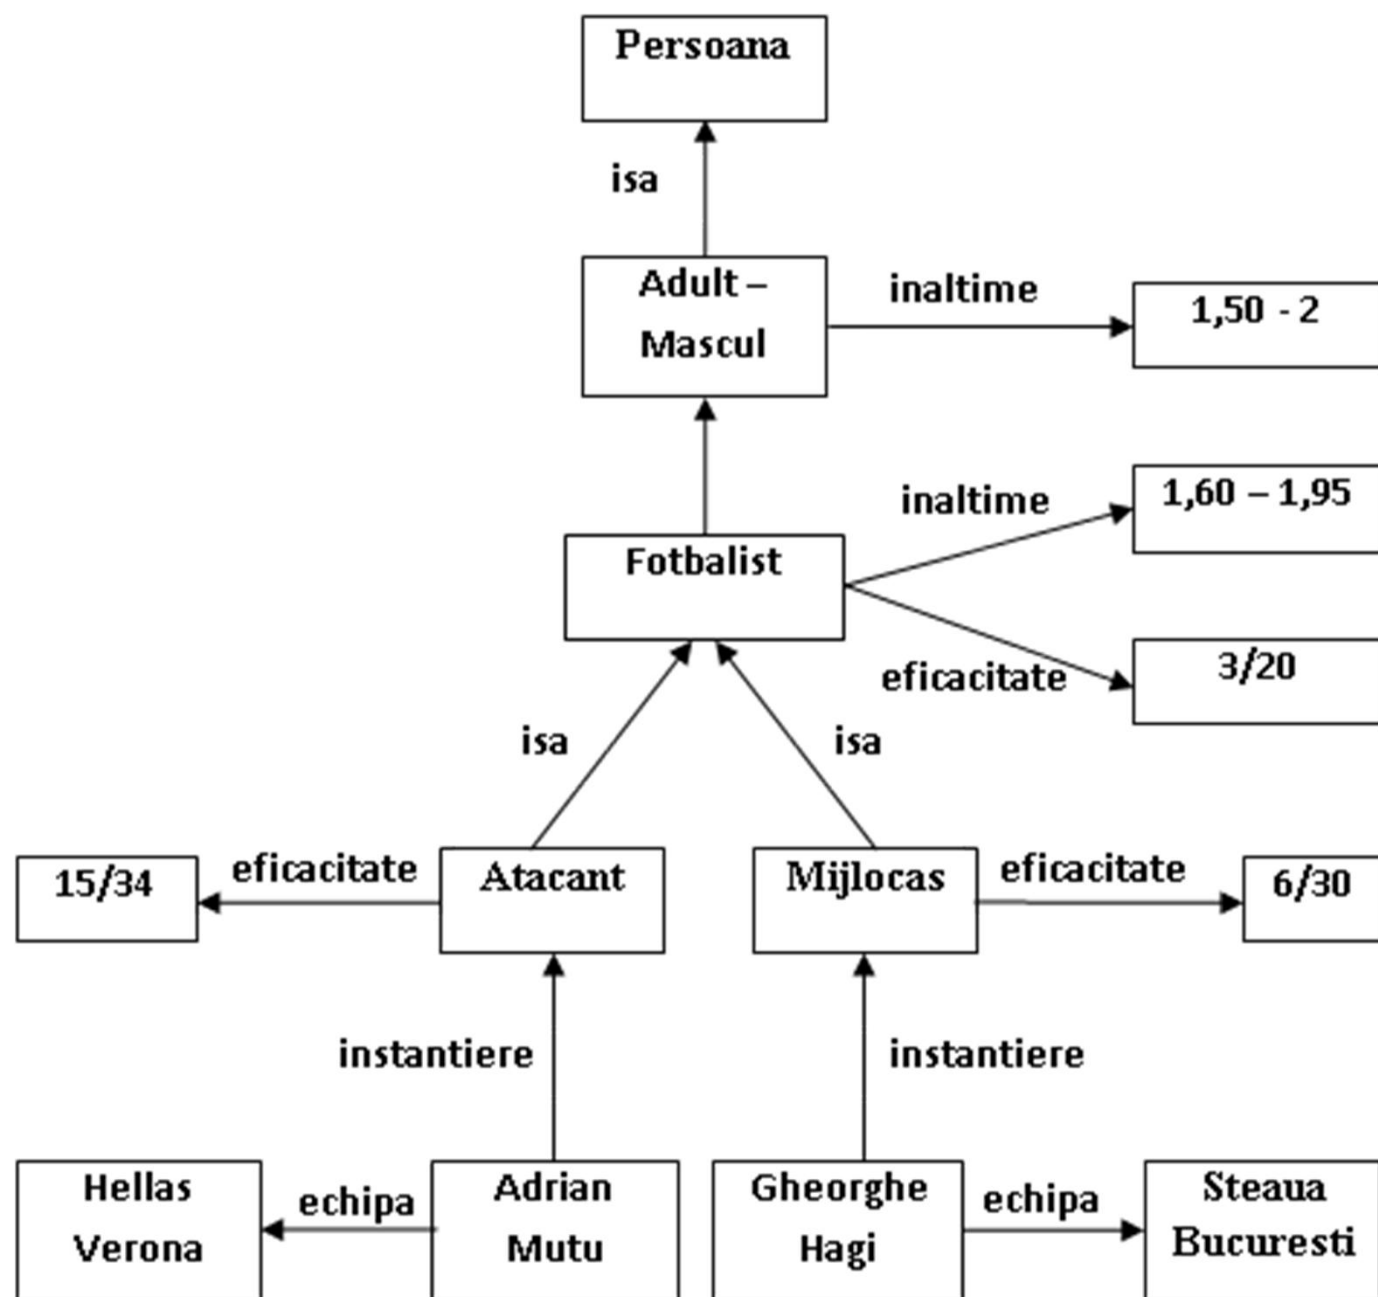 Persoana
isa
Adult –
Mascul
inaltime
1,50 - 2
inaltime
1,60 – 1,95
Fotbalist
eficacitate
3/20
isa
isa
15/34
eficacitate
Atacant
Mijlocas
eficacitate
6/30
instantiere
instantiere
Hellas
Verona
echipa
Adrian
Mutu
Gheorghe
Hagi
echipa
Steaua
Bucuresti